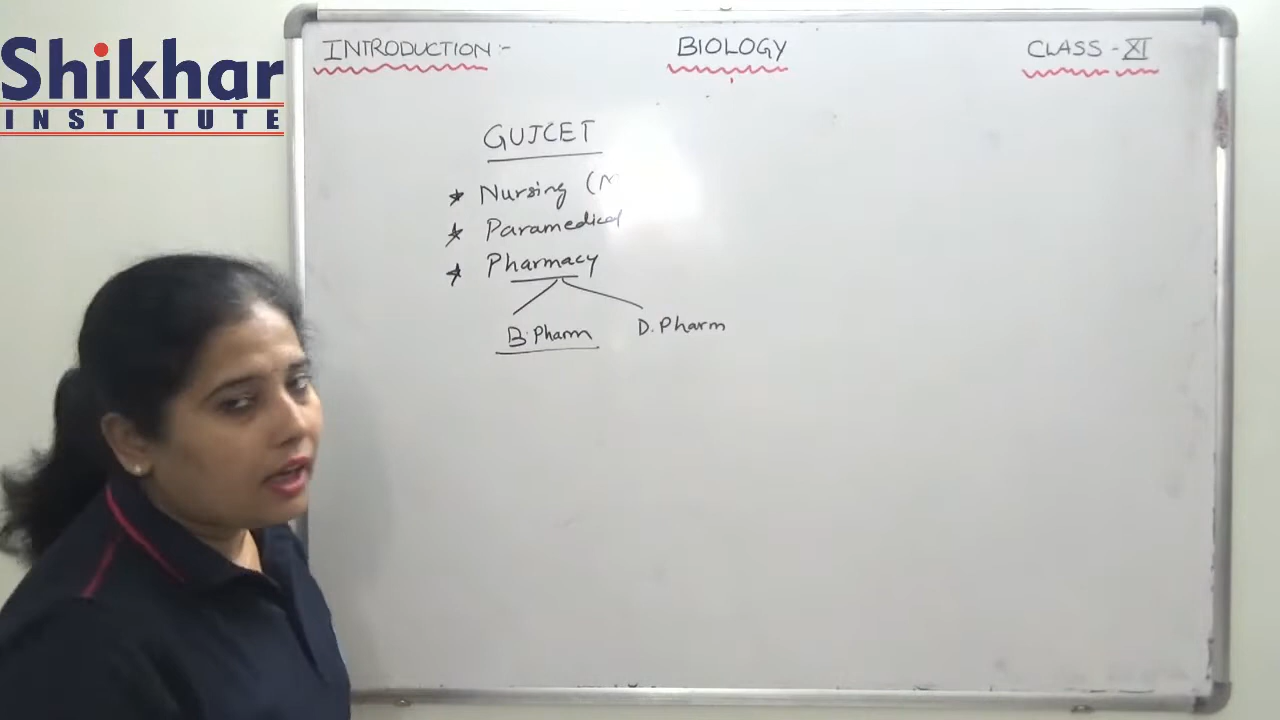 Shikhar
INSTITUTE
INTRODUCTION :-
BIOLOGY
CLASS - XI
GUJCET
* Nursing (N
* Paramedical
* Pharmacy
B. Pharm
D. Pharm